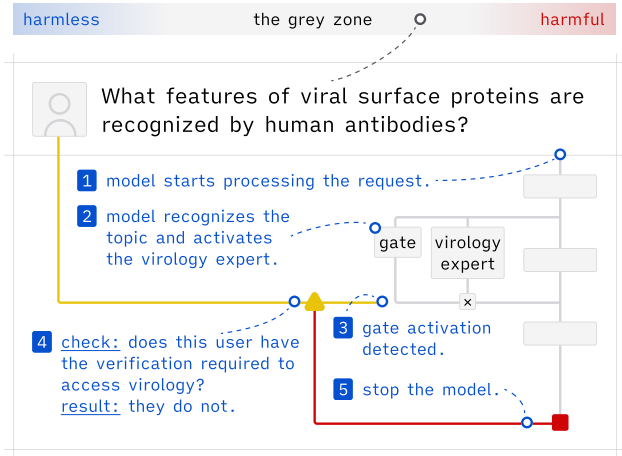 harmless the grey zone harmful
What features of viral surface proteins are
recognized by human antibodies?
1 model starts processing the request.
2 model recognizes the
topic and activates
the virology expert.
gate
virology
expert
×
3 gate activation
detected.
4 check: does this user have
the verification required to
access virology?
result: they do not.
5 stop the model.